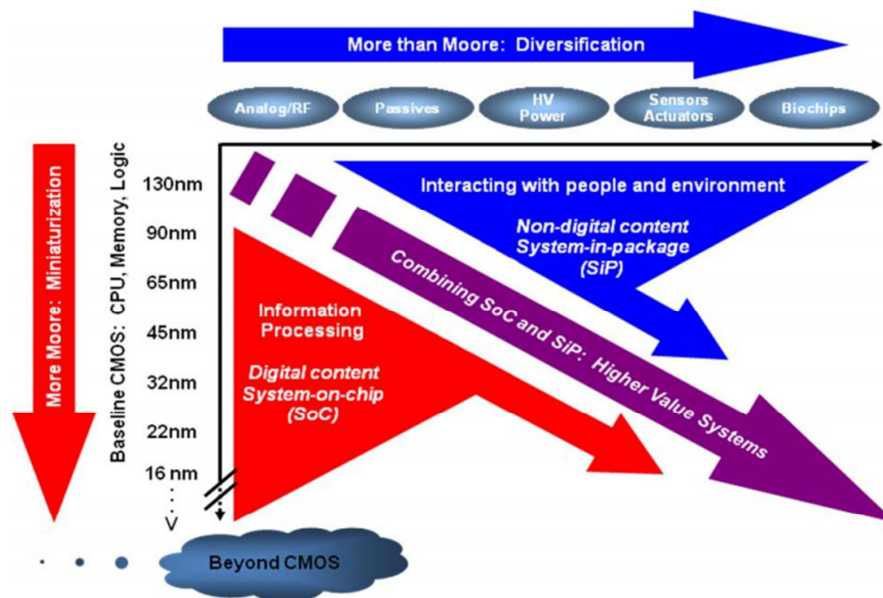 More than Moore: Diversification
Analog/RF
Passives
HV
Power
Sensors
Actuators
Biochips
More Moore: Miniaturization
Baseline CMOS: CPU, Memory, Logic
130nm
90nm
65nm
45nm
32nm
22nm
16 nm
Interacting with people and environment
Non-digital content
System-in-package
(SiP)
Combining SoC and SiP: Higher Value Systems
Information
Processing
Digital content
System-on-chip
(SoC)
Beyond CMOS